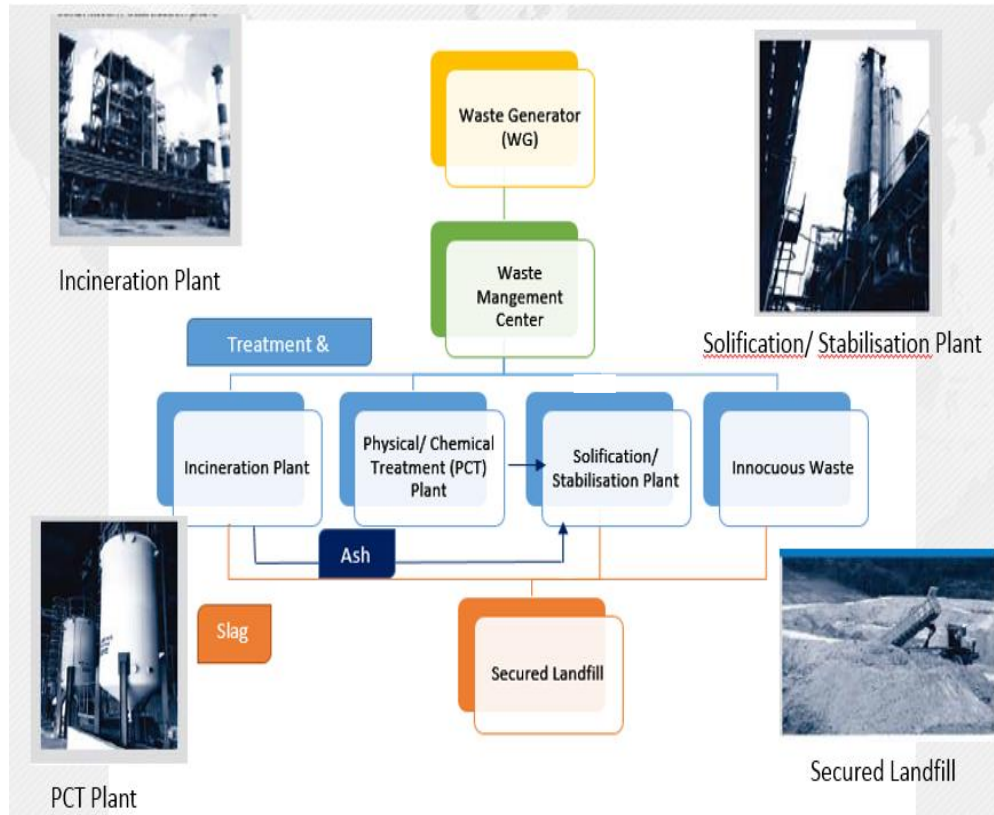 Incineration Plant
Waste Generator
(WG)
Waste
Mangement
Center
Solification/ Stabilisation Plant
Treatment &
Incineration Plant
Physical/ Chemical
Treatment (PCT)
Plant
Solification/
Stabilisation Plant
Innocuous Waste
Ash
Slag
Secured Landfill
PCT Plant
Secured Landfill